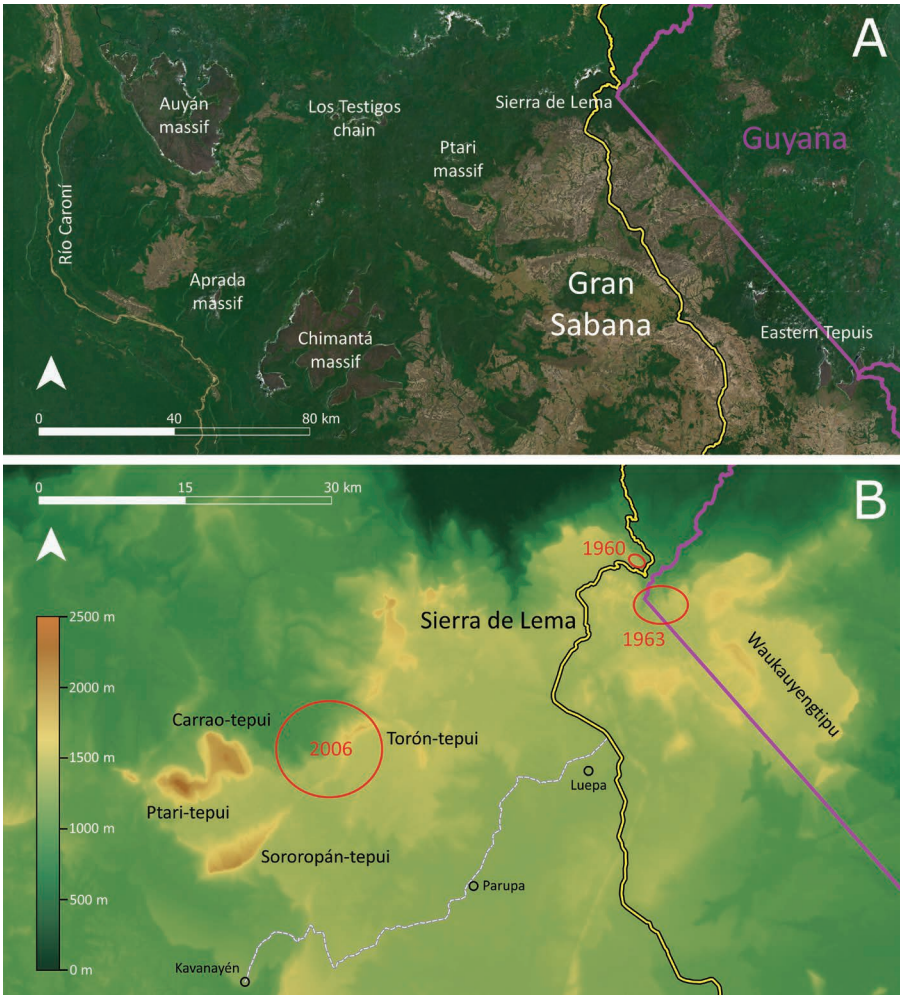 A
Auyán
massif
Los Testigos
chain
Sierra de Lema
Ptari
massif
Guyana
Río Caroní
Aprada
massif
Gran
Sabana
Chimantá
massif
Eastern Tepuis
0
40
80 km
B
0
15
30 km
1960
2500 m
2000 m
1500 m
1000 m
500 m
0 m
Sierra de Lema
1963
Waukauyengtipu
Carrao-tepui
2006
Torón-tepui
Luepa
Ptari-tepui
Sororopán-tepui
Parupa
Kavanayén